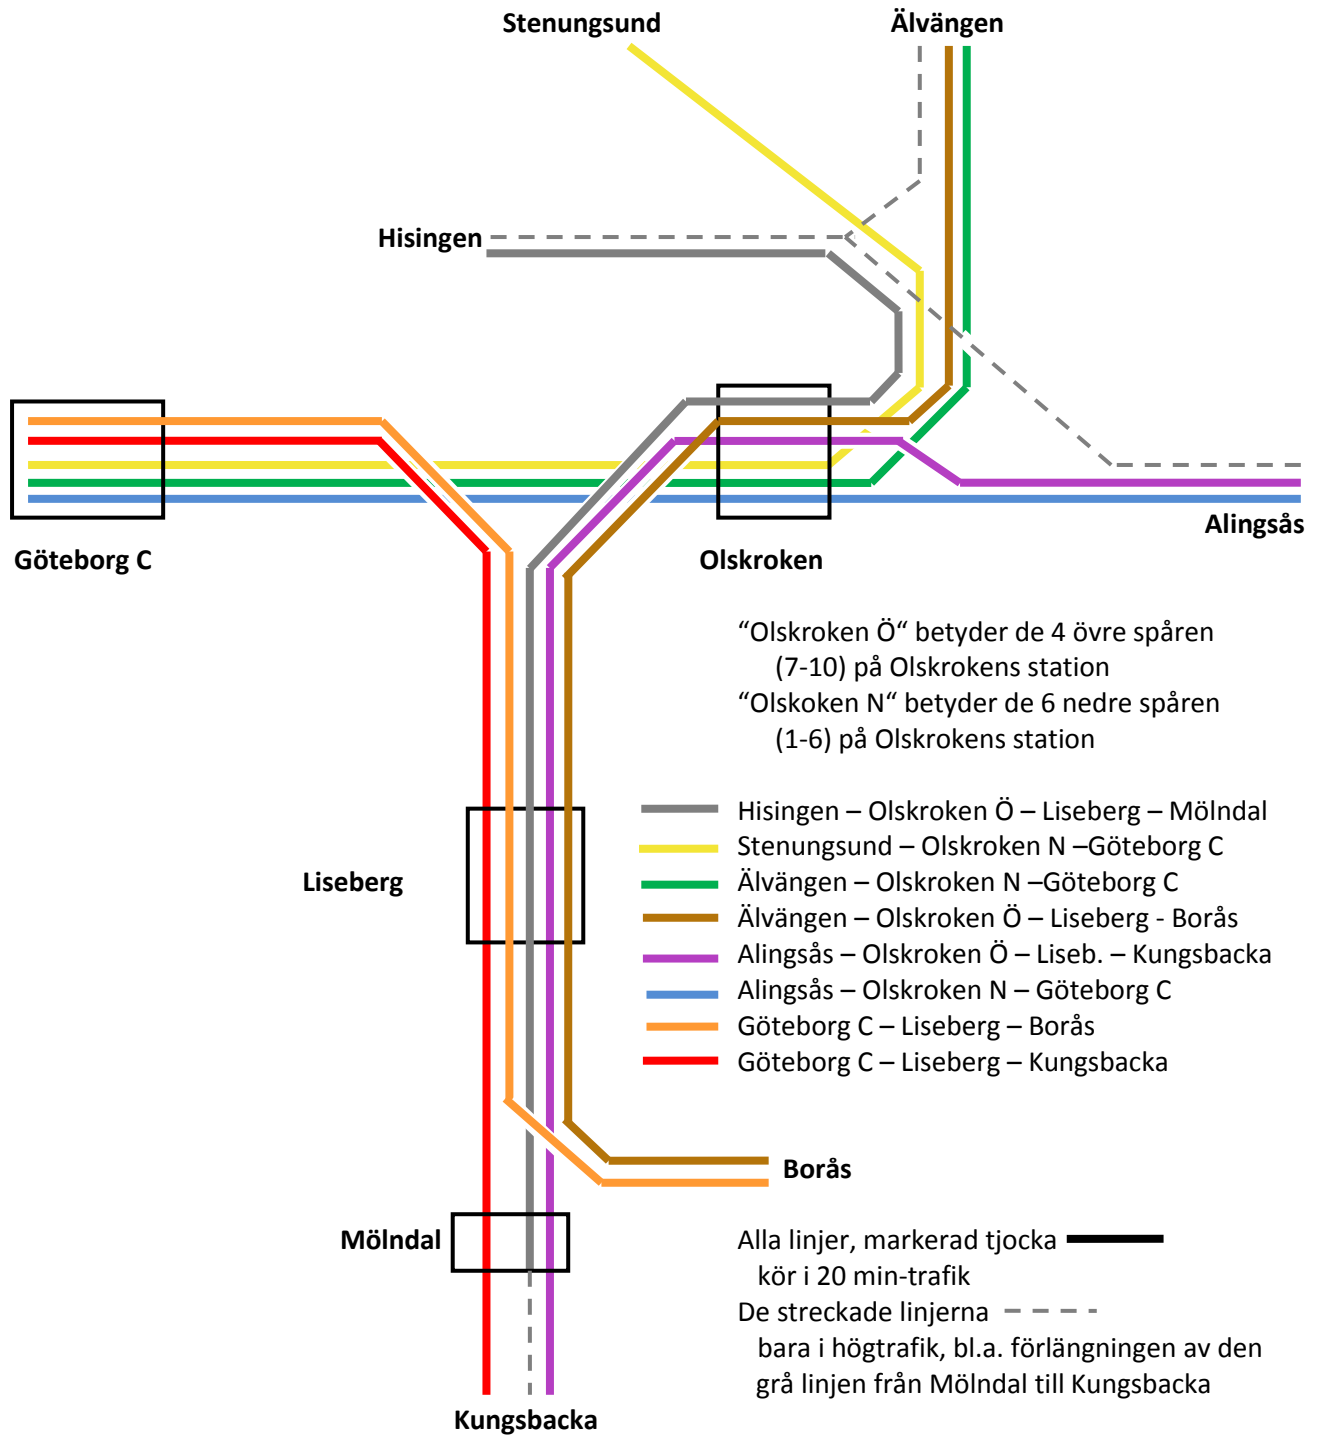 Stenungsund
Älvängen
Hisingen
Göteborg C
Olskroken
Alingsås
“Olskroken Ö“ betyder de 4 övre spåren
(7-10) på Olskrokens station
“Olskoken N“ betyder de 6 nedre spåren
(1-6) på Olskrokens station
Hisingen – Olskroken Ö – Liseberg – Mölndal
Stenungsund – Olskroken N –Göteborg C
Liseberg
Älvängen – Olskroken N –Göteborg C
Älvängen – Olskroken Ö – Liseberg - Borås
Alingsås – Olskroken Ö – Liseb. – Kungsbacka
Alingsås – Olskroken N – Göteborg C
Göteborg C – Liseberg – Borås
Göteborg C – Liseberg – Kungsbacka
Borås
Mölndal
Alla linjer, markerad tjocka
kör i 20 min-trafik
De streckade linjerna
bara i högtrafik, bl.a. förlängningen av den
grå linjen från Mölndal till Kungsbacka
Kungsbacka